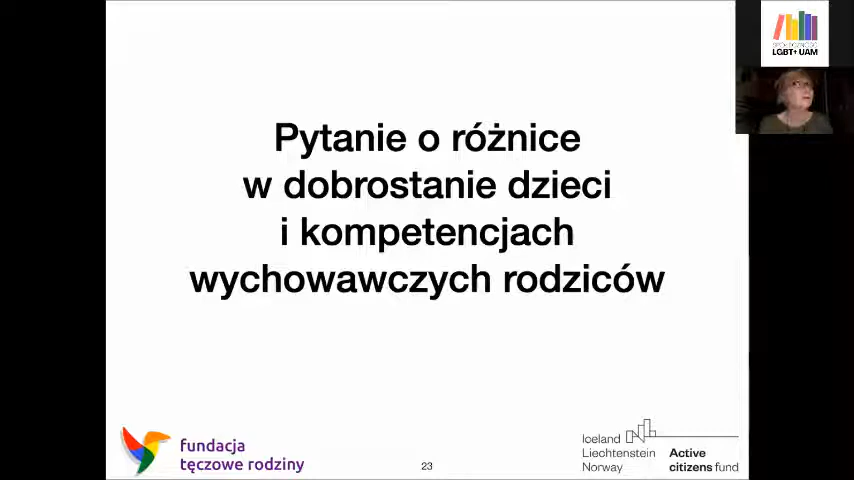 Pytanie o różnice
w dobrostanie dzieci
i kompetencjach
wychowawczych rodziców
fundacja
tęczowe rodziny
23
Iceland
Liechtenstein
Norway
Active
citizens fund
SPOŁECZNOŚĆ
LGBT+ UAM